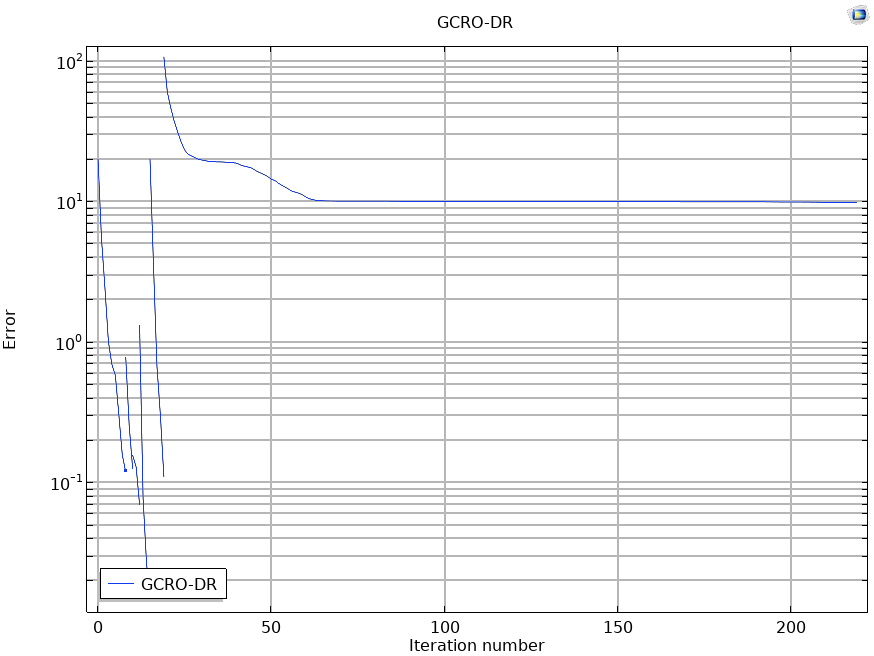 GCRO-DR
10²
10¹
10⁰
10⁻¹
Error
GCRO-DR
0 50 100 150 200
Iteration number